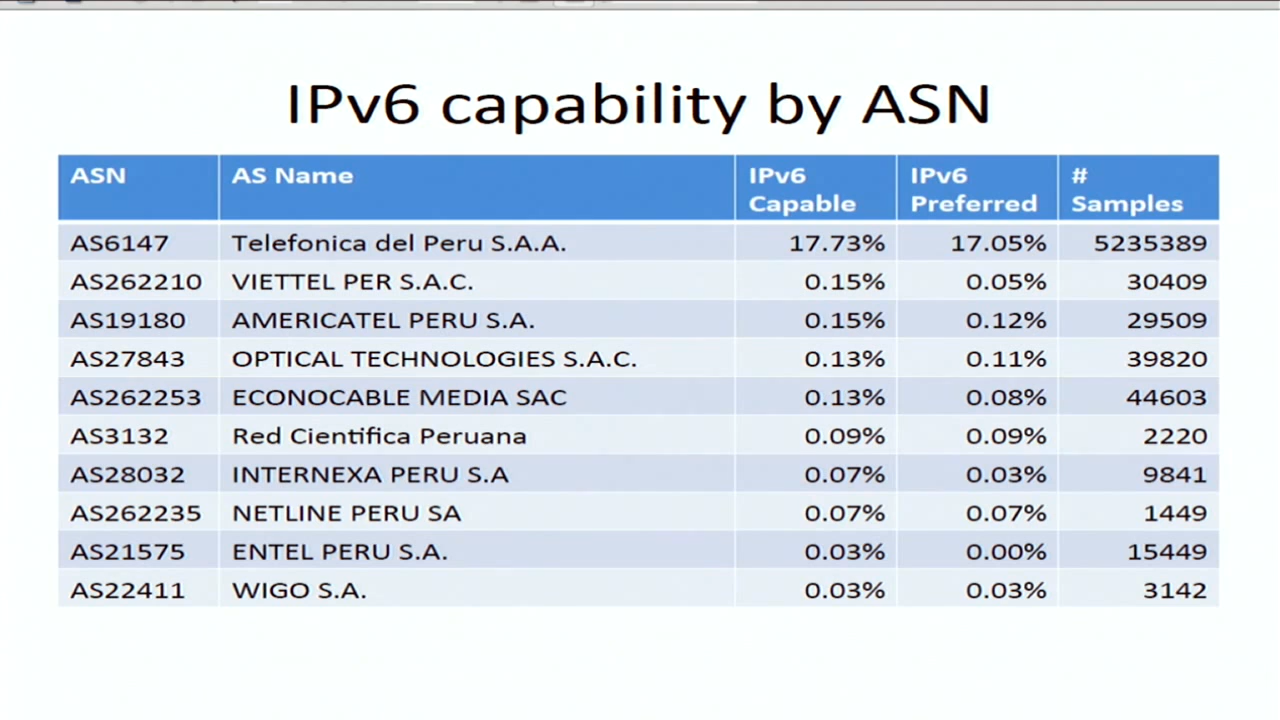 IPv6 capability by ASN
ASN AS Name IPv6 Capable IPv6 Preferred # Samples
AS6147 Telefonica del Peru S.A.A. 17.73% 17.05% 5235389
AS262210 VIETTEL PER S.A.C. 0.15% 0.05% 30409
AS19180 AMERICATEL PERU S.A. 0.15% 0.12% 29509
AS27843 OPTICAL TECHNOLOGIES S.A.C. 0.13% 0.11% 39820
AS262253 ECONOCABLE MEDIA SAC 0.13% 0.08% 44603
AS3132 Red Cientifica Peruana 0.09% 0.09% 2220
AS28032 INTERNEXA PERU S.A 0.07% 0.03% 9841
AS262235 NETLINE PERU SA 0.07% 0.07% 1449
AS21575 ENTEL PERU S.A. 0.03% 0.00% 15449
AS22411 WIGO S.A. 0.03% 0.03% 3142